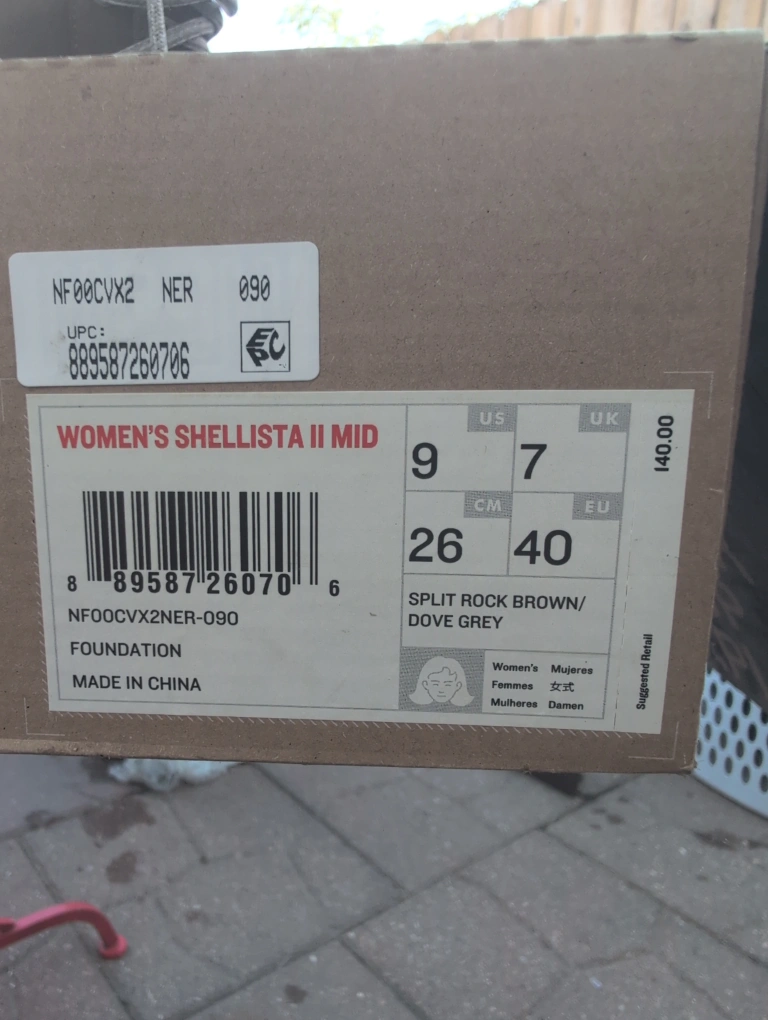 NF00CVX2 NER 090
UPC:
889587260706
EPC
WOMEN'S SHELLISTA II MID
8 89587 26070 6
NF00CVX2NER-090
FOUNDATION
MADE IN CHINA
US
9
UK
7
CM
26
EU
40
SPLIT ROCK BROWN/
DOVE GREY
Women's Mujeres
Femmes 女式
Mulheres Damen
140.00
Suggested Retail